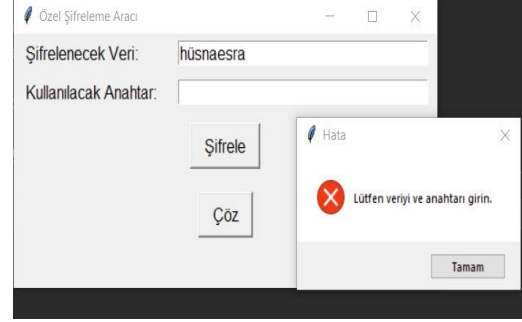 Özel Şifreleme Aracı
Şifrelenecek Veri: hüsnaesra
Kullanılacak Anahtar:
Şifrele
Çöz
Hata
Lütfen veriyi ve anahtarı girin.
Tamam